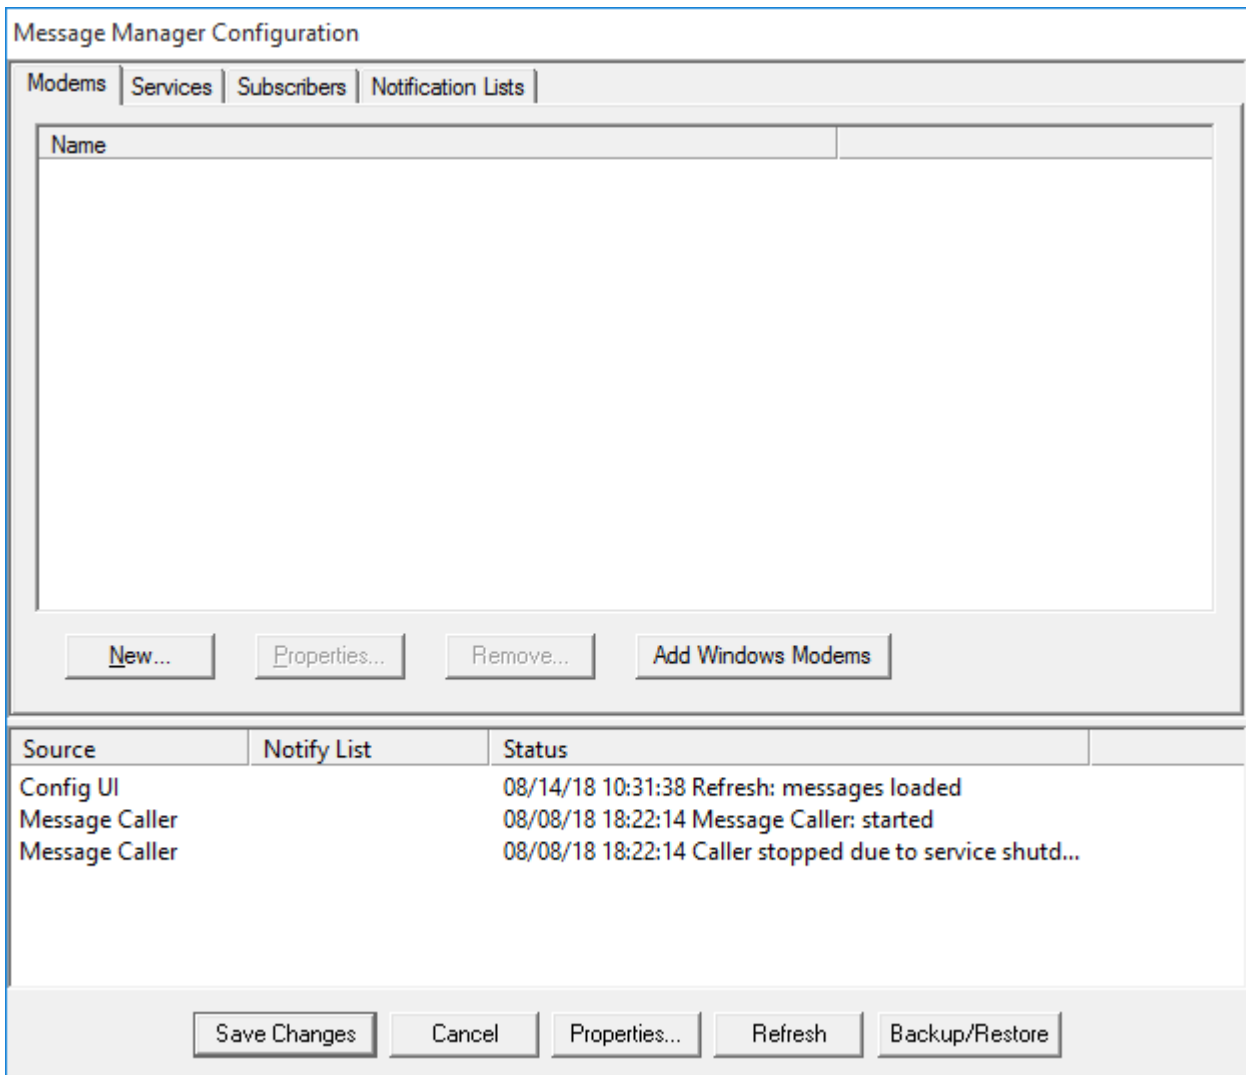 Message Manager Configuration
Modems Services Subscribers Notification Lists
Name
New... Properties... Remove... Add Windows Modems
Source Notify List Status
Config UI 08/14/18 10:31:38 Refresh: messages loaded
Message Caller 08/08/18 18:22:14 Message Caller: started
Message Caller 08/08/18 18:22:14 Caller stopped due to service shutd...
Save Changes Cancel Properties... Refresh Backup/Restore